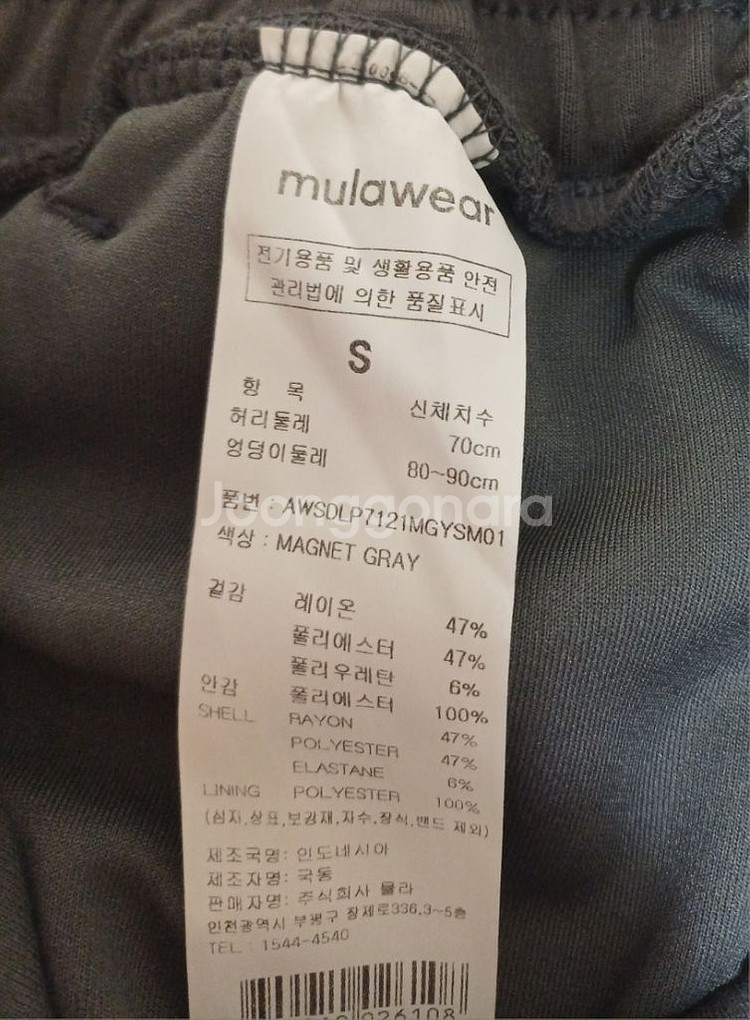 mulawear
전기용품 및 생활용품 안전
관리법에 의한 품질표시
S
항 목 신체치수
허리둘레 70cm
엉덩이둘레 80~90cm
품번 : AWSDLP7121MGYSM01
Joonggonara
색상 : MAGNET GRAY
겉감 레이온 47%
폴리에스터 47%
폴리우레탄 6%
안감 폴리에스터 100%
SHELL RAYON 47%
POLYESTER 47%
ELASTANE 6%
LINING POLYESTER 100%
(심지,상표,보강재,자수,장식,밴드 제외)
제조국명: 인도네시아
제조자명: 국동
판매자명: 주식회사 뮬라
인천광역시 부평구 장제로336,3~5층
TEL : 1544-4540
026108